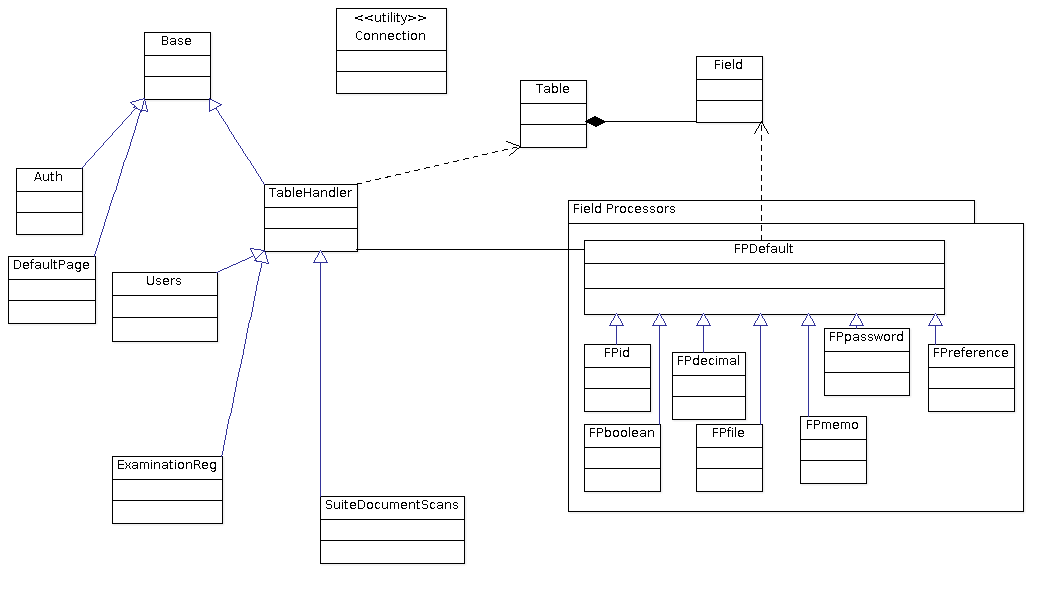 <<utility>>
Connection
Base
Table
Field
Auth
TableHandler
Field Processors
FPDefault
DefaultPage
Users
FPid
FPdecimal
FPpassword
FPreference
FPboolean
FPfile
FPmemo
ExaminationReg
SuiteDocumentScans